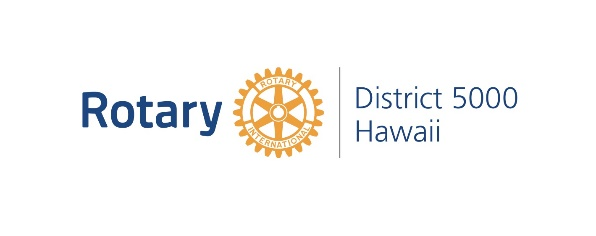 Rotary
ROTARY
INTERNATIONAL
District 5000
Hawaii